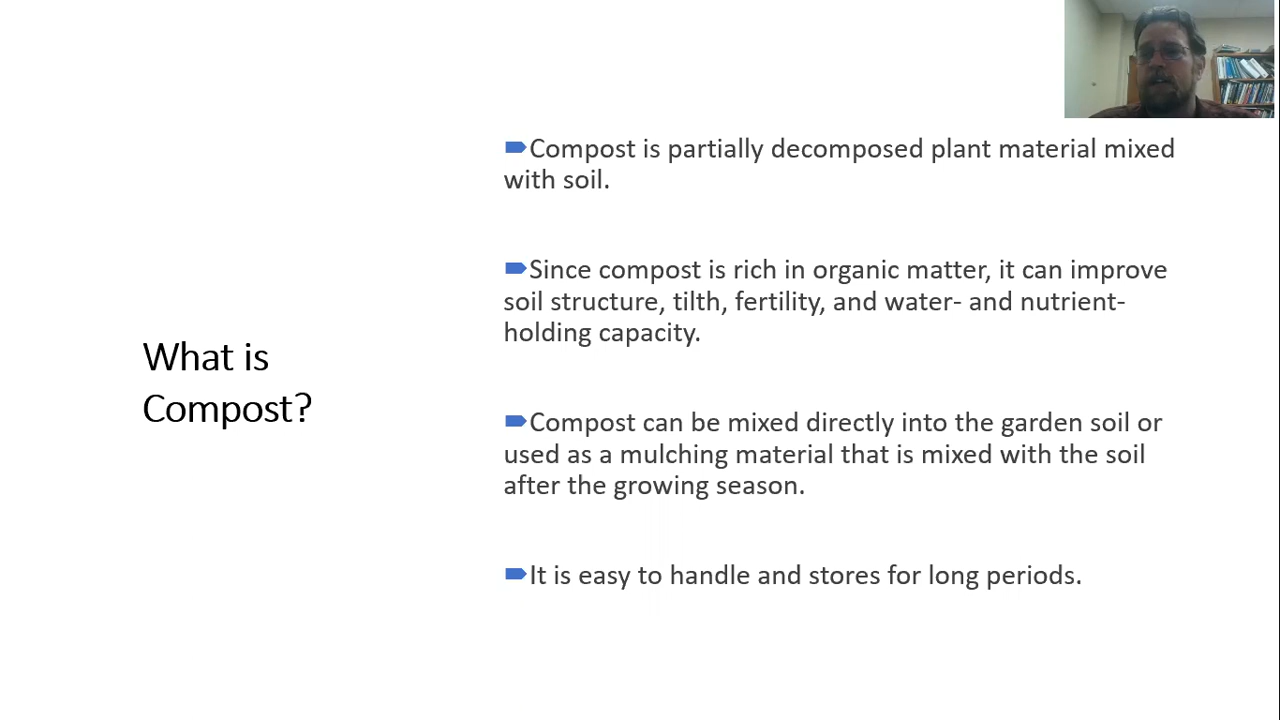 What is
Compost?
Compost is partially decomposed plant material mixed
with soil.
Since compost is rich in organic matter, it can improve
soil structure, tilth, fertility, and water- and nutrient-
holding capacity.
Compost can be mixed directly into the garden soil or
used as a mulching material that is mixed with the soil
after the growing season.
It is easy to handle and stores for long periods.